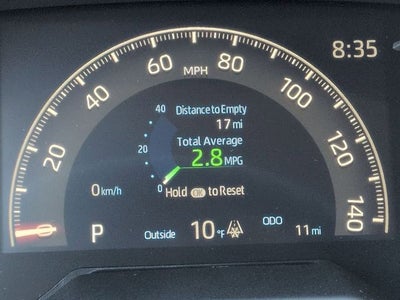 8:35
60
MPH
80
40
100
20
120
140
40
Distance to Empty
17 mi
Total Average
20
2.8 MPG
0
Hold OK to Reset
0 km/h
P
Outside 10 °F
ODO
11 mi